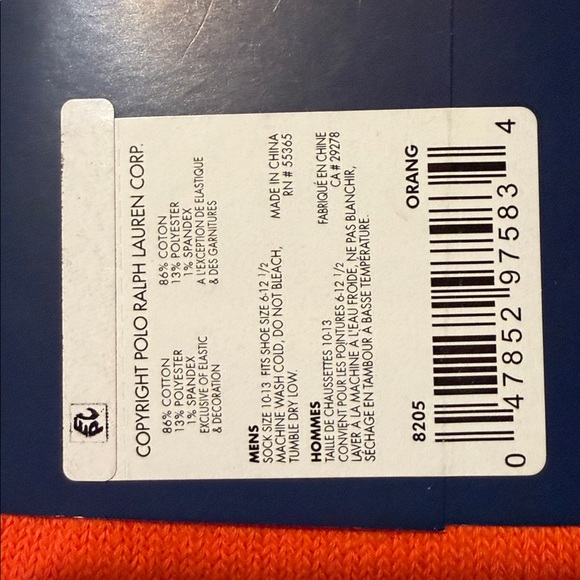 COPYRIGHT POLO RALPH LAUREN CORP.
86% COTTON
13% POLYESTER
1% SPANDEX
EXCLUSIVE OF ELASTIC
& DECORATION
86% COTON
13% POLYESTER
1% SPANDEX
A L'EXCEPTION DE ELASTIQUE
& DES GARNITURES
MENS
SOCK SIZE 10-13 FITS SHOE SIZE 6-12 1/2
MACHINE WASH COLD, DO NOT BLEACH,
TUMBLE DRY LOW.
MADE IN CHINA
RN # 55365
HOMMES
TAILLE DE CHAUSSETTES 10-13
CONVIENT POUR LES POINTURES 6-12 1/2
LAVER A LA MACHINE A L'EAU FROIDE, NE PAS BLANCHIR,
SÉCHAGE EN TAMBOUR A BASSE TEMPÉRATURE.
FABRIQUÉ EN CHINE
CA # 29278
8205 ORANG
0 47852 97583 4